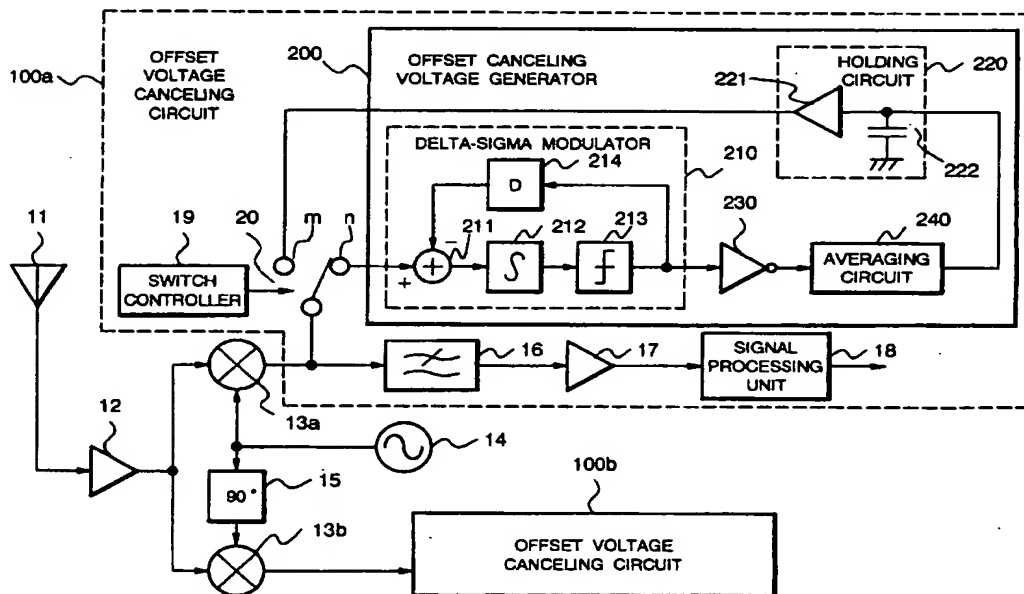 100a
OFFSET
VOLTAGE
CANCELING
CIRCUIT
200
OFFSET CANCELING
VOLTAGE GENERATOR
HOLDING
CIRCUIT
220
221
222
DELTA-SIGMA MODULATOR
214
D
210
11
19
SWITCH
CONTROLLER
20
m
n
211
212
213
+
−
+
∫
230
240
AVERAGING
CIRCUIT
16
17
SIGNAL
PROCESSING
UNIT
18
12
13a
14
15
90°
13b
100b
OFFSET VOLTAGE
CANCELING CIRCUIT